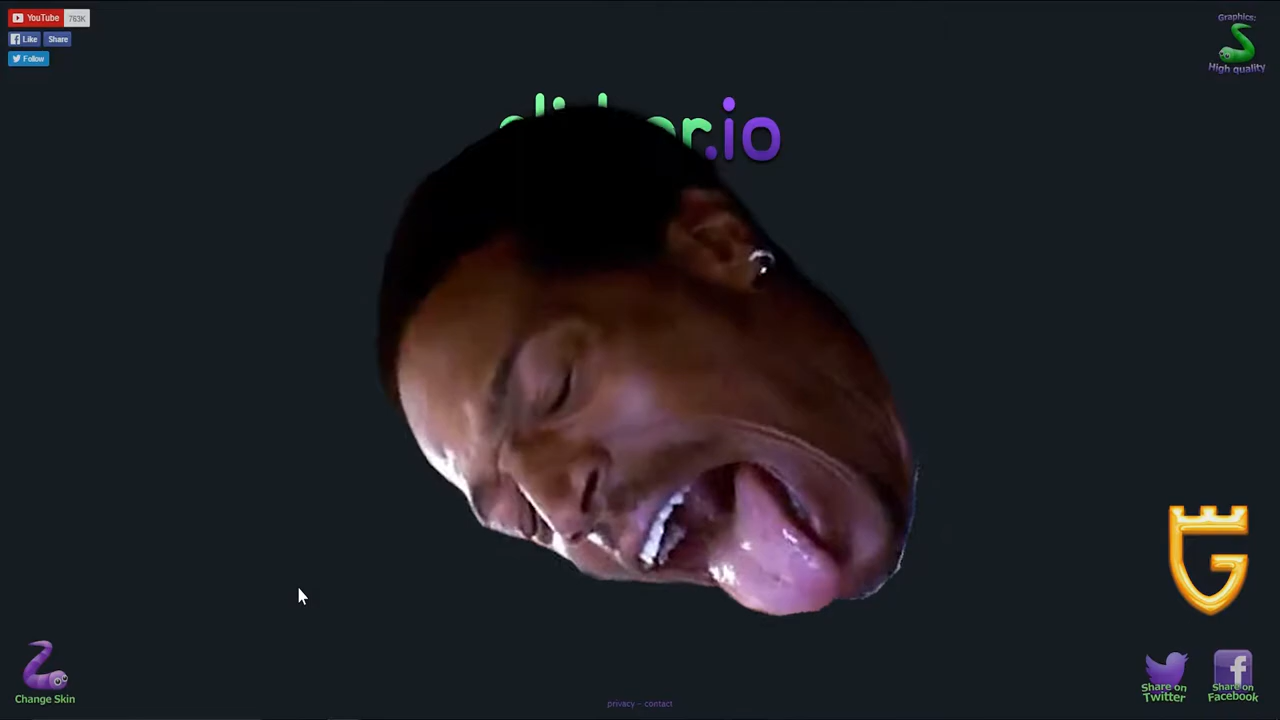 YouTube 763K
Like Share
Follow
Graphics:
High quality
.io
Change Skin
privacy - contact
G
Share on
Twitter
Share on
Facebook